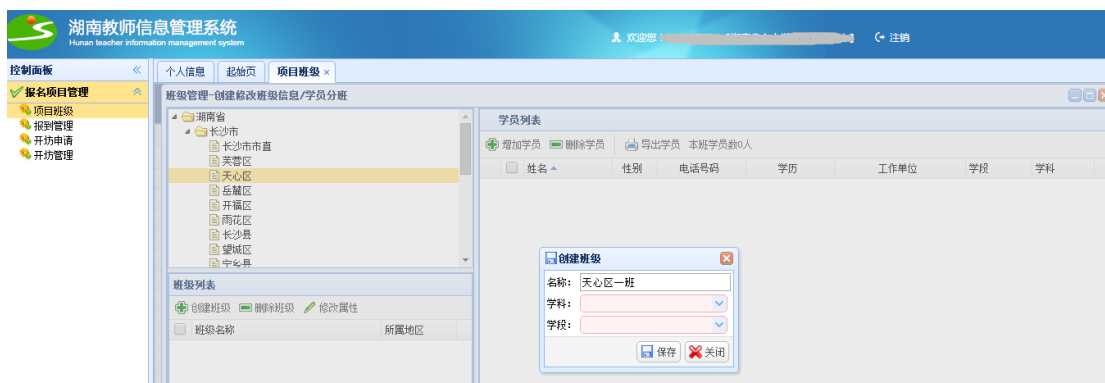 湖南教师信息管理系统
Hunan teacher information management system
欢迎您
注销
控制面板
个人信息 起始页 项目班级
报名项目管理
项目班级
报到管理
开坊申请
开坊管理
班级管理-创建修改班级信息/学员分班
湖南省
长沙市
长沙市市直
芙蓉区
天心区
岳麓区
开福区
雨花区
长沙县
望城区
宁乡县
班级列表
创建班级 删除班级 修改属性
班级名称 所属地区
学员列表
增加学员 删除学员 导出学员 本班学员数0人
姓名 性别 电话号码 学历 工作单位 学段 学科
创建班级
名称: 天心区一班
学科:
学段:
保存 关闭